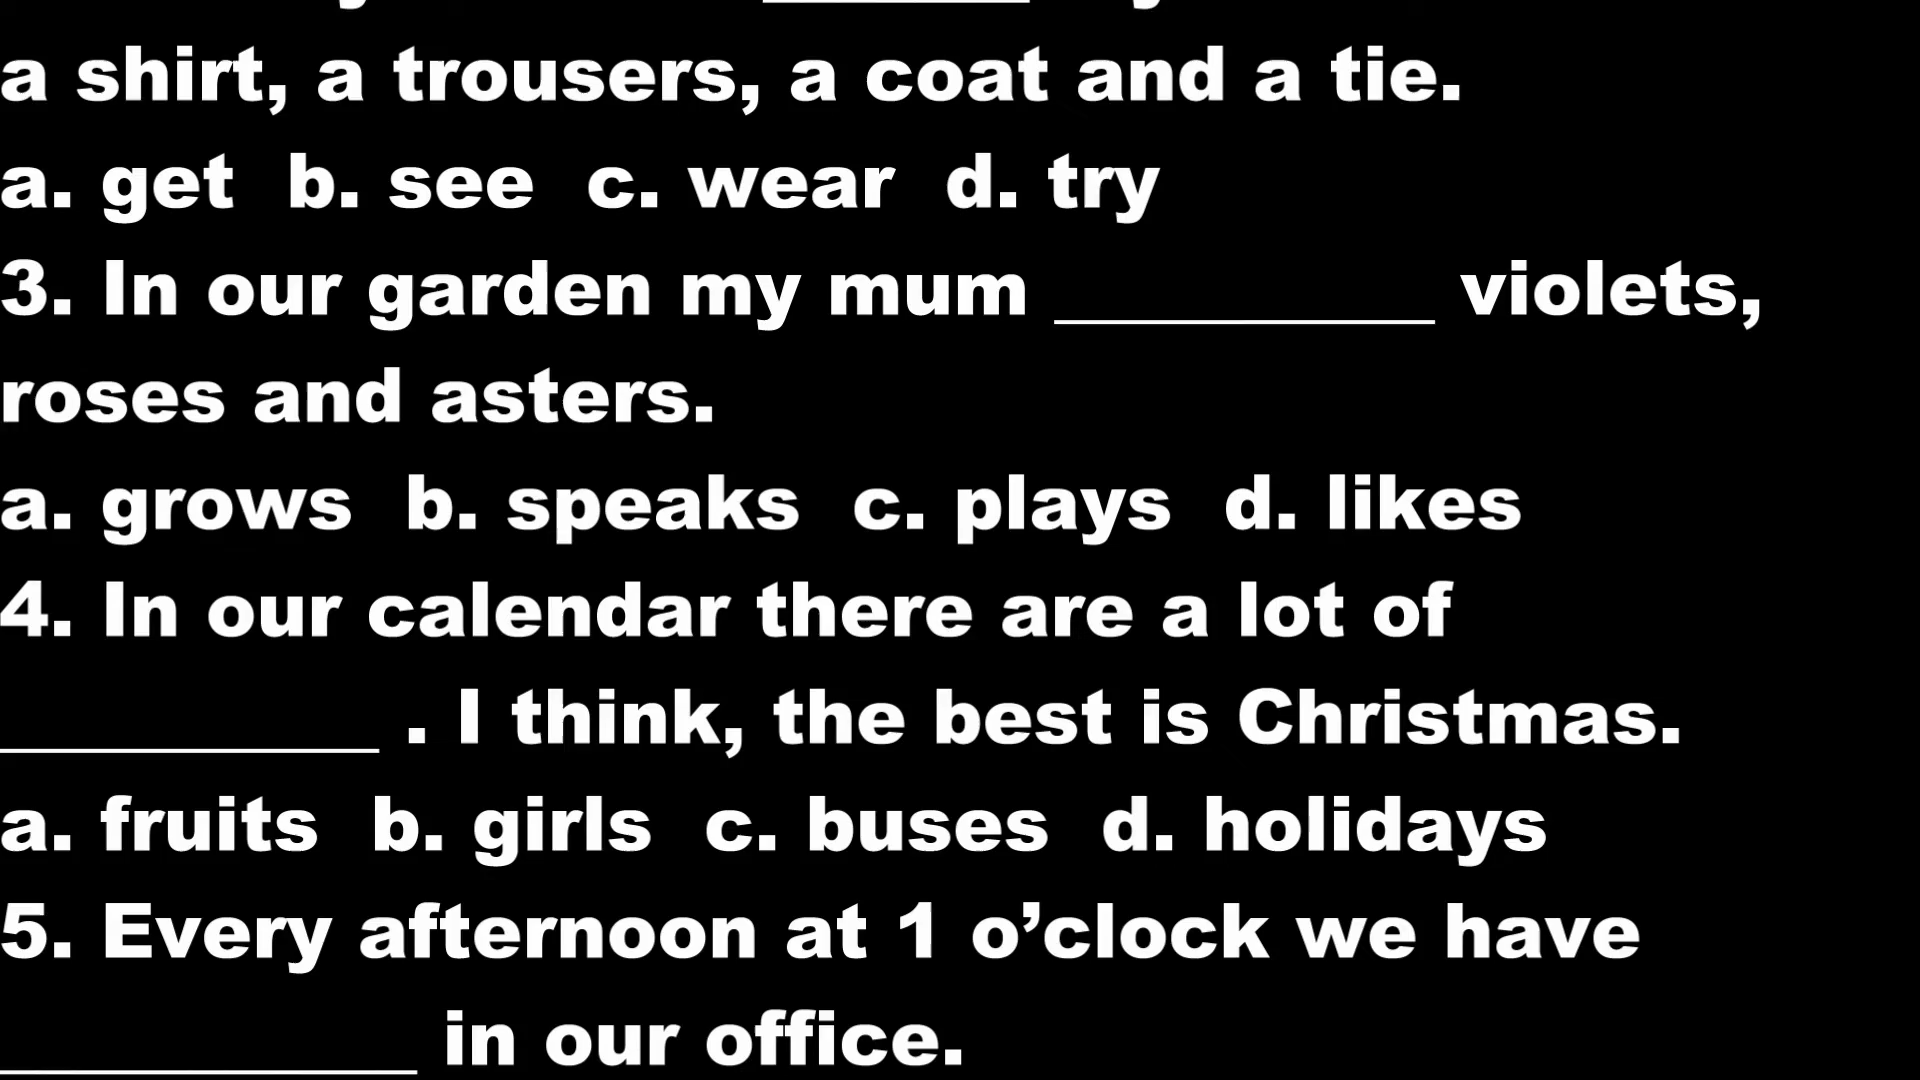 a shirt, a trousers, a coat and a tie.
a. get b. see c. wear d. try
3. In our garden my mum __________ violets,
roses and asters.
a. grows b. speaks c. plays d. likes
4. In our calendar there are a lot of
__________ . I think, the best is Christmas.
a. fruits b. girls c. buses d. holidays
5. Every afternoon at 1 o’clock we have
___________ in our office.